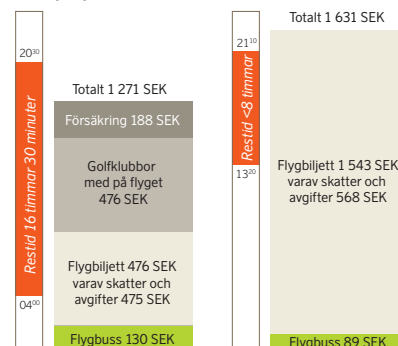 20³⁰
Restid 16 timmar 30 minuter
04⁰⁰
Totalt 1 271 SEK
Försäkring 188 SEK
Golfklubbor
med på flyget
476 SEK
Flygbiljett 476 SEK
varav skatter och
avgifter 475 SEK
Flygbuss 130 SEK
21¹⁰
Restid <8 timmar
13²⁰
Totalt 1 631 SEK
Flygbiljett 1 543 SEK
varav skatter och
avgifter 568 SEK
Flygbuss 89 SEK